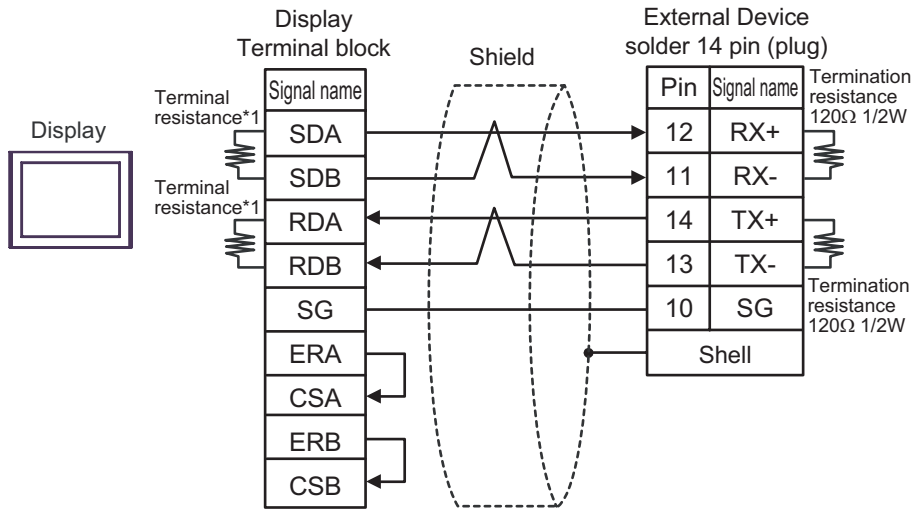 Display
Display
Terminal block
Signal name
SDA
SDB
RDA
RDB
SG
ERA
CSA
ERB
CSB
Terminal
resistance*1
Terminal
resistance*1
Shield
External Device
solder 14 pin (plug)
Pin Signal name
12 RX+
11 RX-
14 TX+
13 TX-
10 SG
Shell
Termination
resistance
120Ω 1/2W
Termination
resistance
120Ω 1/2W